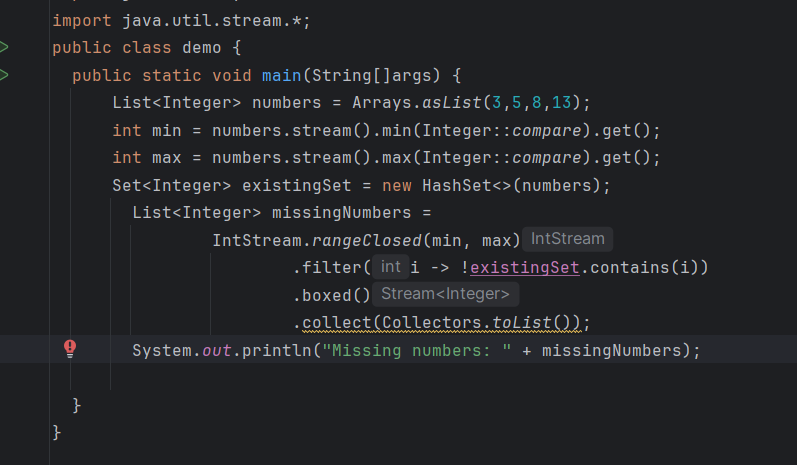 import java.util.stream.*;
public class demo {
public static void main(String[]args) {
List<Integer> numbers = Arrays.asList(3,5,8,13);
int min = numbers.stream().min(Integer::compare).get();
int max = numbers.stream().max(Integer::compare).get();
Set<Integer> existingSet = new HashSet<>(numbers);
List<Integer> missingNumbers =
IntStream.rangeClosed(min, max) IntStream
.filter( int i -> !existingSet.contains(i))
.boxed() Stream<Integer>
.collect(Collectors.toList());
System.out.println("Missing numbers: " + missingNumbers);
}
}